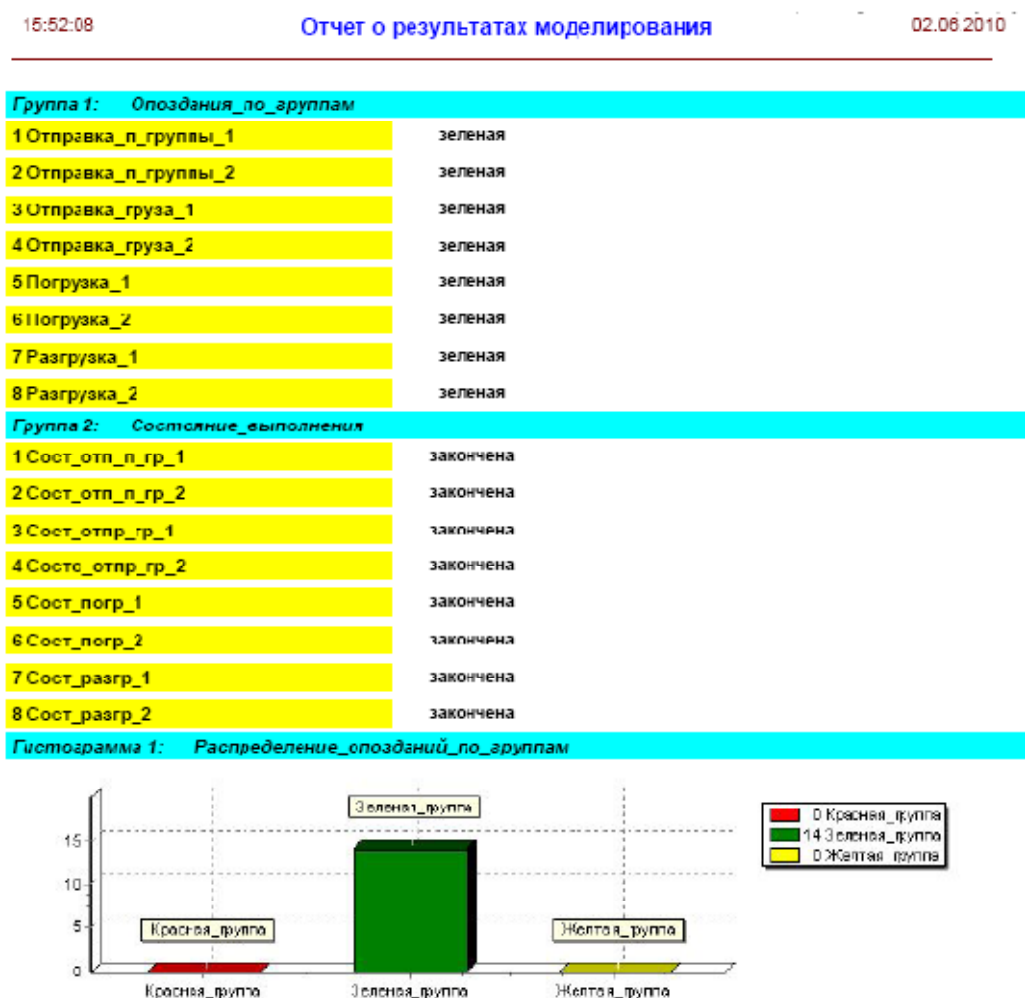 15:52:08 Отчет о результатах моделирования 02.06.2010
Группа 1: Опоздания_по_группам
1 Отправка_п_группы_1 зеленая
2 Отправка_п_группы_2 зеленая
3 Отправка_груза_1 зеленая
4 Отправка_груза_2 зеленая
5 Погрузка_1 зеленая
6 Погрузка_2 зеленая
7 Разгрузка_1 зеленая
8 Разгрузка_2 зеленая
Группа 2: Состояние_выполнения
1 Сост_отп_п_гр_1 закончена
2 Сост_отп_п_гр_2 закончена
3 Сост_отпр_гр_1 закончена
4 Состо_отпр_гр_2 закончена
5 Сост_погр_1 закончена
6 Сост_погр_2 закончена
7 Сост_разгр_1 закончена
8 Сост_разгр_2 закончена
Гистограмма 1: Распределение_опозданий_по_группам
Зеленая_группа
0 Красная_группа
14 Зеленая_группа
0 Желтая_группа
15
10
5
Красная_группа Желтая_группа
0
Красная_группа Зеленая_группа Желтая_группа